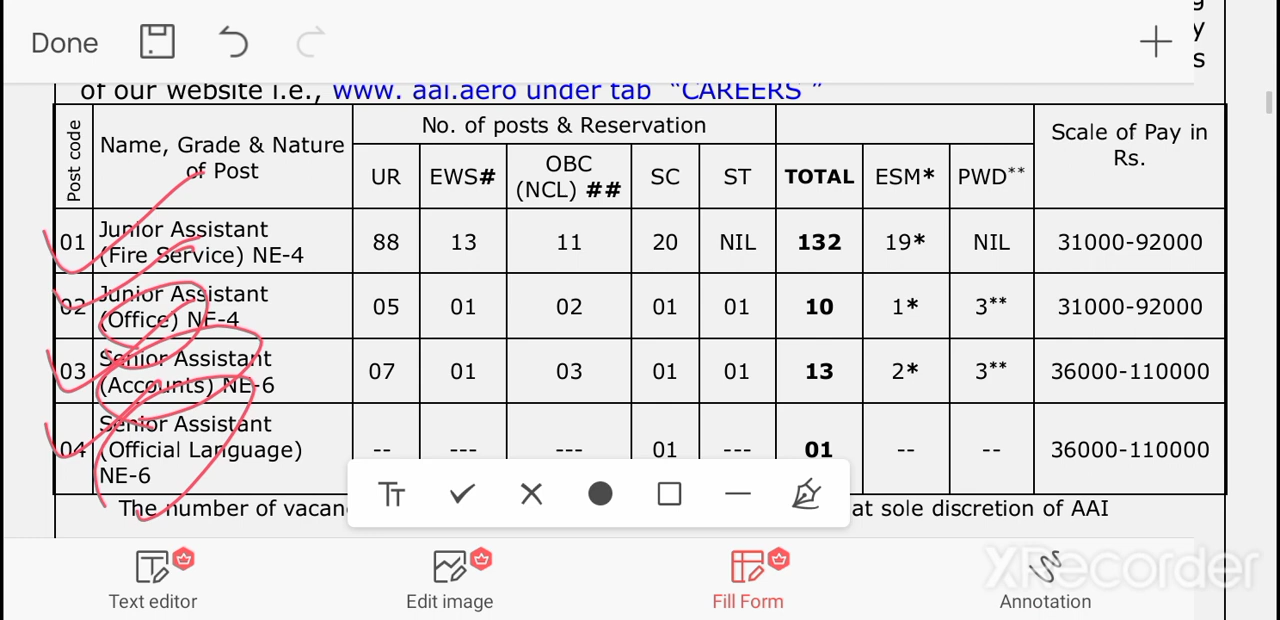 Done
y
s
of our website i.e., www. aai.aero under tab “CAREERS ”
Post code
Name, Grade & Nature
of Post
No. of posts & Reservation
Scale of Pay in
Rs.
UR EWS# OBC
(NCL) ## SC ST TOTAL ESM* PWD**
01 Junior Assistant
(Fire Service) NE-4 88 13 11 20 NIL 132 19* NIL 31000-92000
02 Junior Assistant
(Office) NE-4 05 01 02 01 01 10 1* 3** 31000-92000
03 Senior Assistant
(Accounts) NE-6 07 01 03 01 01 13 2* 3** 36000-110000
04 Senior Assistant
(Official Language)
NE-6 -- --- --- 01 --- 01 -- -- 36000-110000
The number of vacan
at sole discretion of AAI
Text editor Edit image Fill Form Annotation
XRecorder